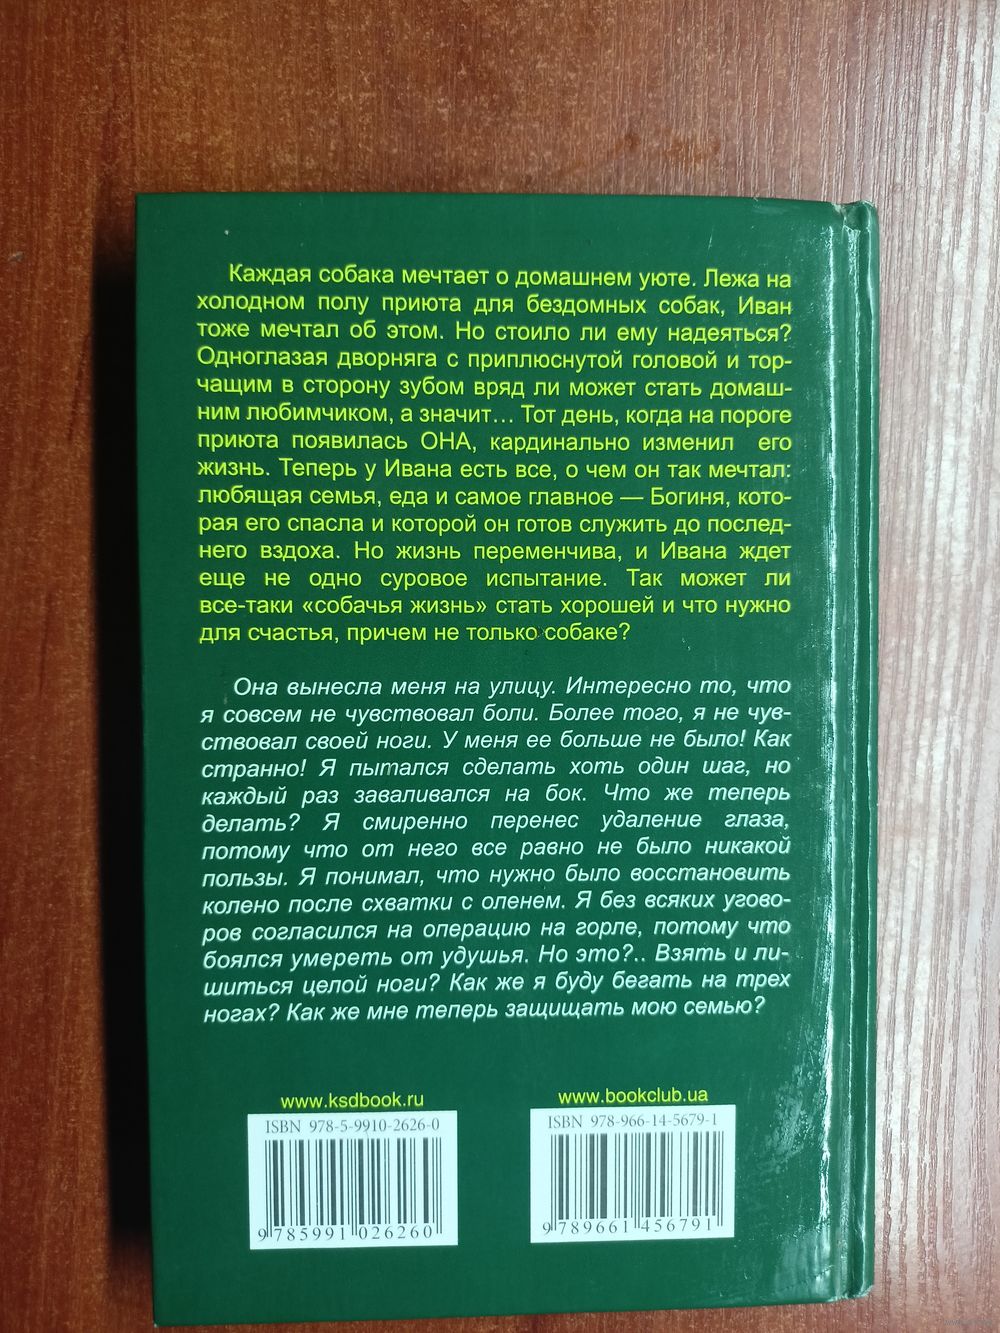 Каждая собака мечтает о домашнем уюте. Лежа на
холодном полу приюта для бездомных собак, Иван
тоже мечтал об этом. Но стоило ли ему надеяться?
Одноглазая дворняга с приплюснутой головой и тор-
чащим в сторону зубом вряд ли может стать домаш-
ним любимчиком, а значит… Тот день, когда на пороге
приюта появилась ОНА, кардинально изменил его
жизнь. Теперь у Ивана есть все, о чем он так мечтал:
любящая семья, еда и самое главное — Богиня, кото-
рая его спасла и которой он готов служить до послед-
него вздоха. Но жизнь переменчива, и Ивана ждет
еще не одно суровое испытание. Так может ли
все-таки «собачья жизнь» стать хорошей и что нужно
для счастья, причем не только собаке?
Она вынесла меня на улицу. Интересно то, что
я совсем не чувствовал боли. Более того, я не чув-
ствовал своей ноги. У меня ее больше не было! Как
странно! Я пытался сделать хоть один шаг, но
каждый раз заваливался на бок. Что же теперь
делать? Я смиренно перенес удаление глаза,
потому что от него все равно не было никакой
пользы. Я понимал, что нужно было восстановить
колено после схватки с оленем. Я без всяких угово-
ров согласился на операцию на горле, потому что
боялся умереть от удушья. Но это?.. Взять и ли-
шиться целой ноги? Как же я буду бегать на трех
ногах? Как же мне теперь защищать мою семью?
www.ksdbook.ru
ISBN 978-5-9910-2626-0
9 785991 026260
www.bookclub.ua
ISBN 978-966-14-5679-1
9 789661 456791